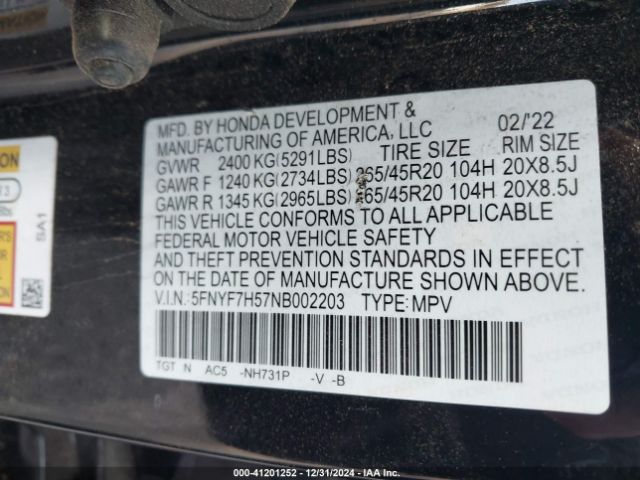 MFD. BY HONDA DEVELOPMENT &
MANUFACTURING OF AMERICA, LLC 02/'22
GVWR 2400 KG(5291LBS) TIRE SIZE RIM SIZE
GAWR F 1240 KG(2734LBS) 265/45R20 104H 20X8.5J
GAWR R 1345 KG(2965LBS) 265/45R20 104H 20X8.5J
THIS VEHICLE CONFORMS TO ALL APPLICABLE
FEDERAL MOTOR VEHICLE SAFETY
AND THEFT PREVENTION STANDARDS IN EFFECT
ON THE DATE OF MANUFACTURE SHOWN ABOVE.
V.I.N.: 5FNYF7H57NB002203 TYPE: MPV
TGT N AC5 -NH731P -V -B
SA1
000-41201252 - 12/31/2024 - IAA Inc.